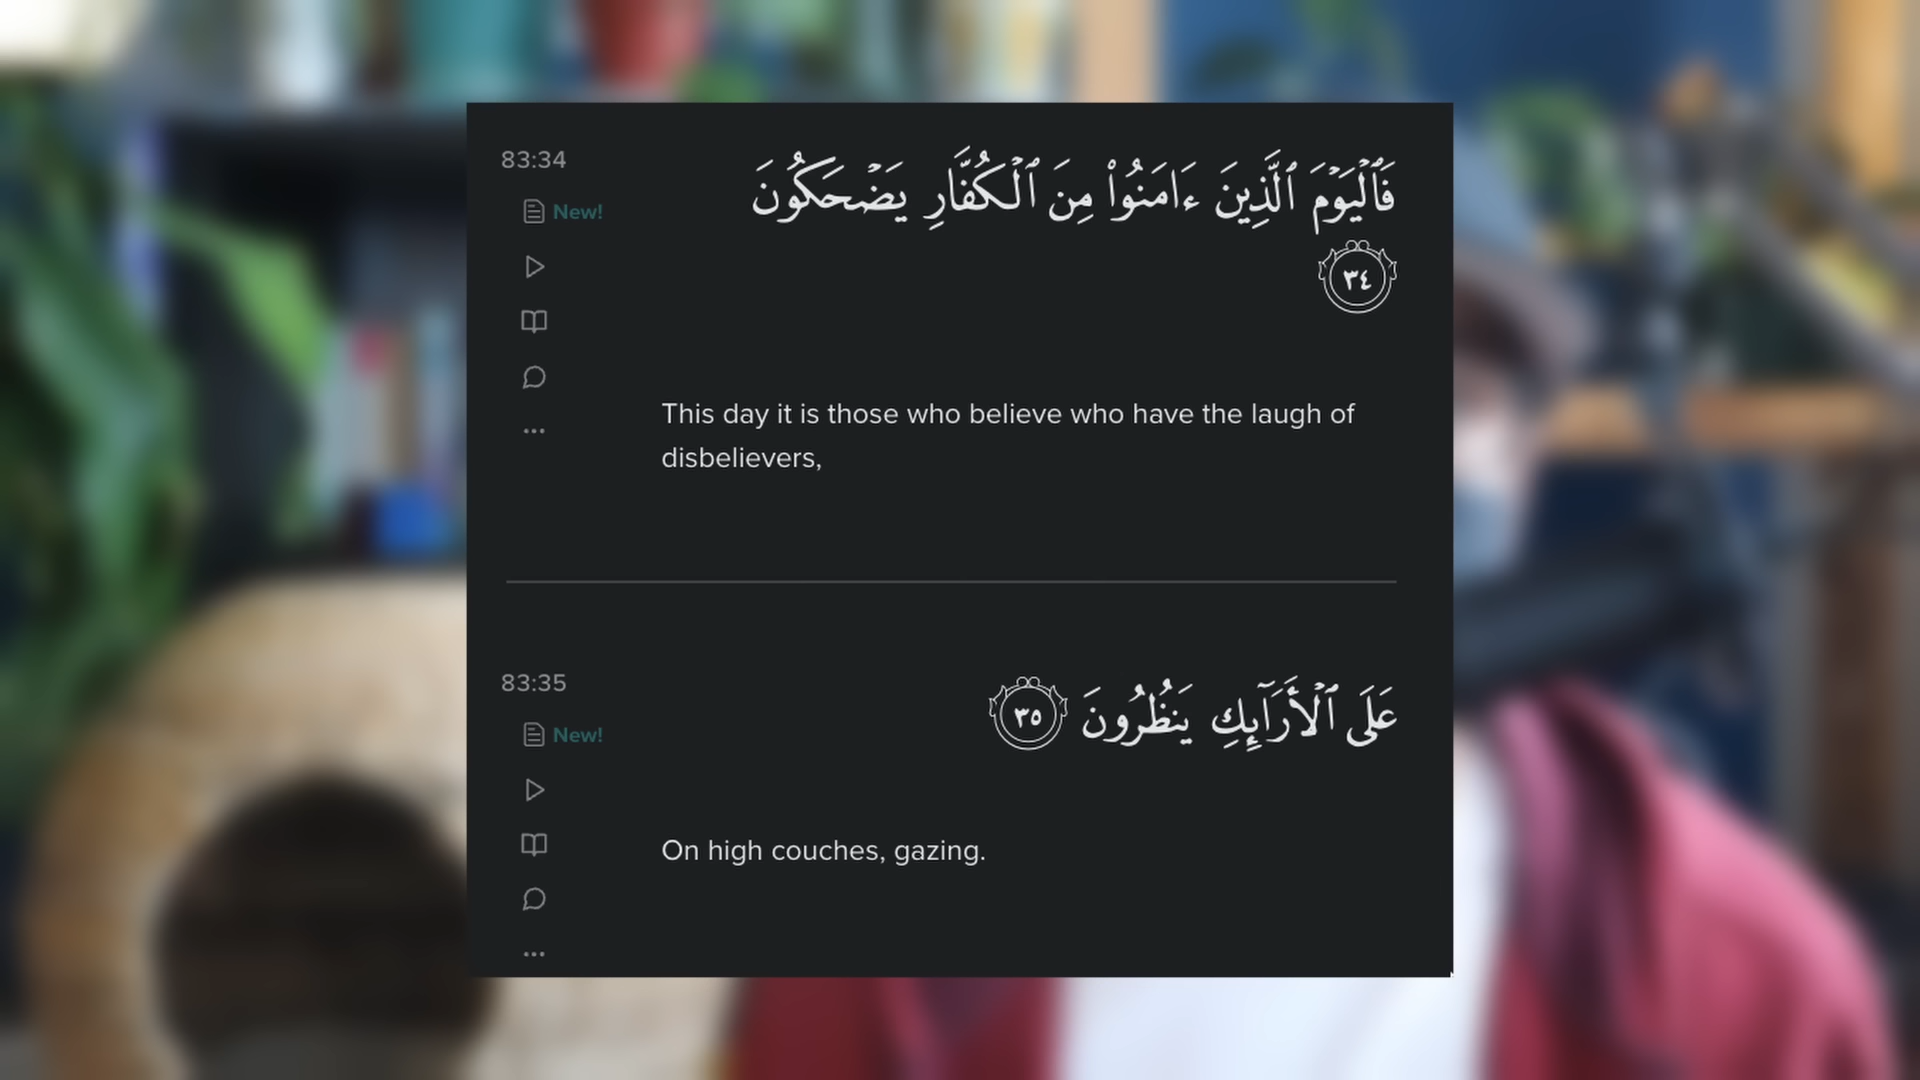 83:34
فَٱلْيَوْمَ ٱلَّذِينَ ءَامَنُوا۟ مِنَ ٱلْكُفَّارِ يَضْحَكُونَ
٣٤
New!
This day it is those who believe who have the laugh of
disbelievers,
83:35
عَلَى ٱلْأَرَآئِكِ يَنظُرُونَ ٣٥
New!
On high couches, gazing.